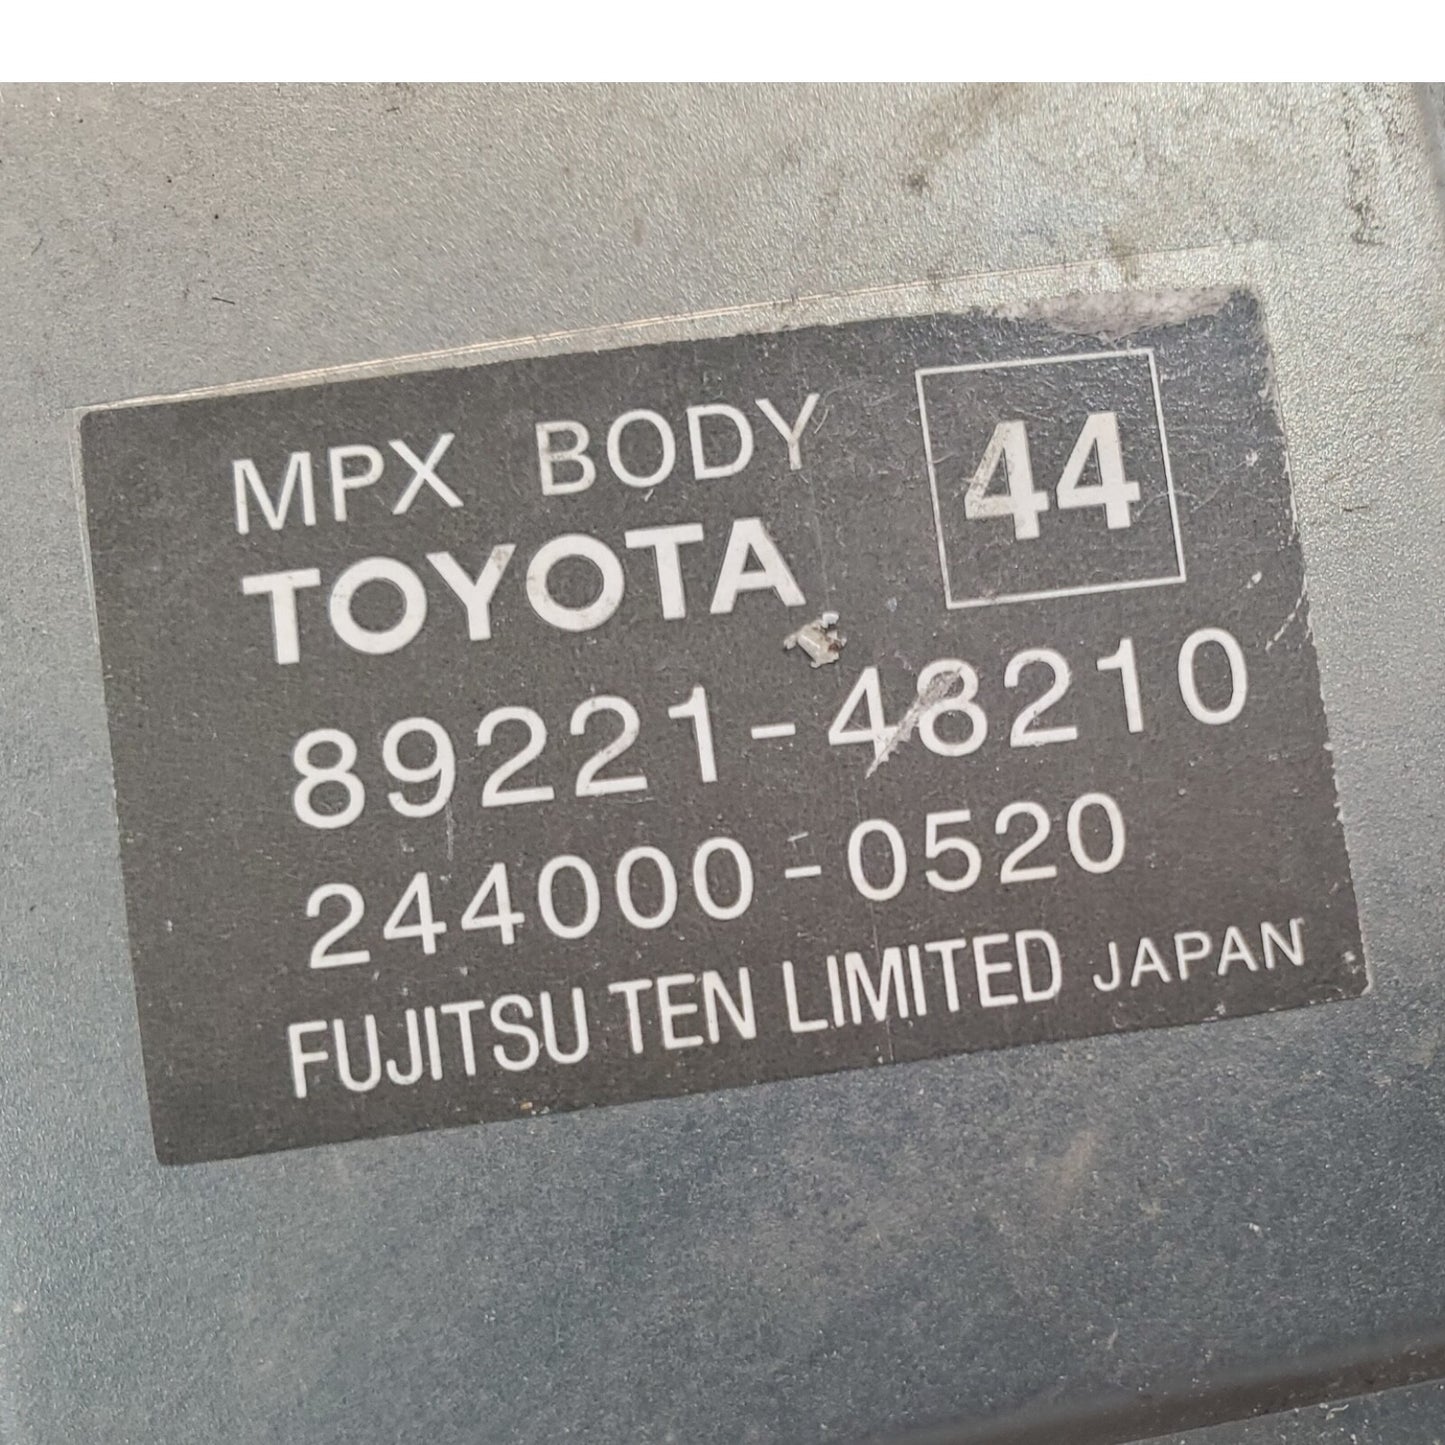 MPX BODY
44
TOYOTA
89221-48210
244000-0520
FUJITSU TEN LIMITED JAPAN